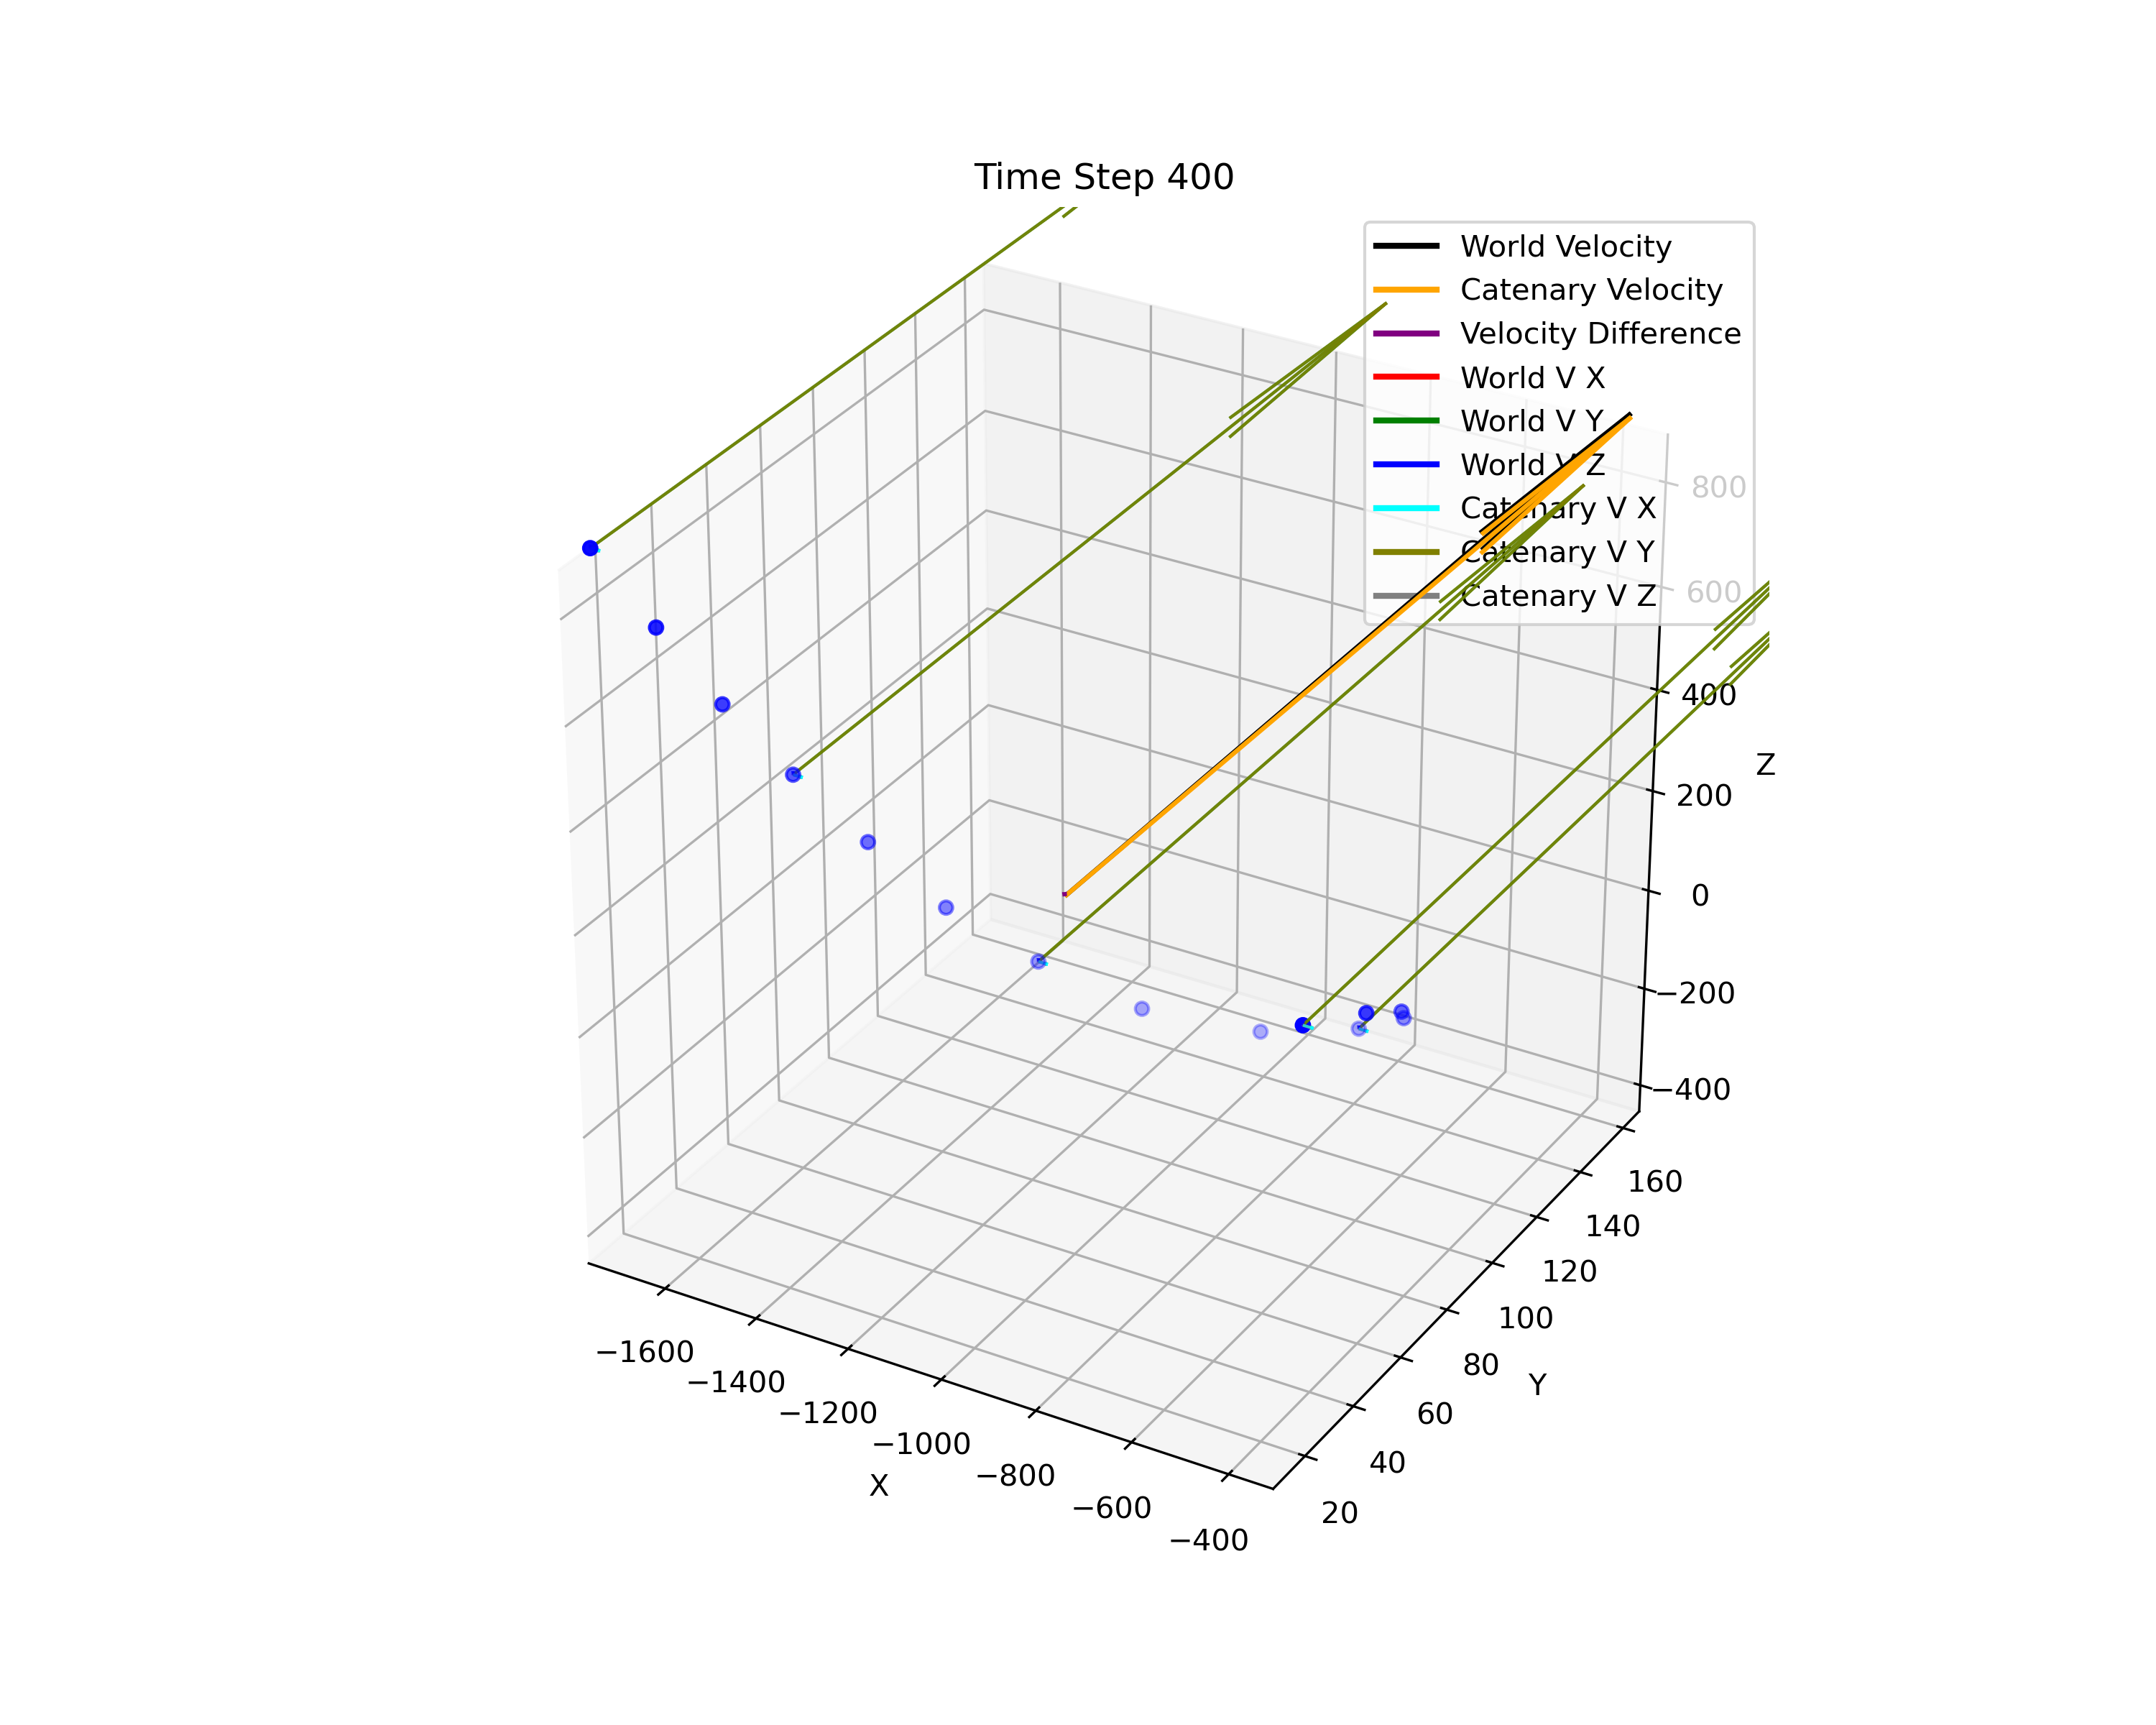 Time Step 400
World Velocity
Catenary Velocity
Velocity Difference
World V X
World V Y
World V Z
Catenary V X
Catenary V Y
Catenary V Z
800
600
400
200
0
−200
−400
Z
160
140
120
100
80
60
40
20
Y
−1600
−1400
−1200
−1000
−800
−600
−400
X